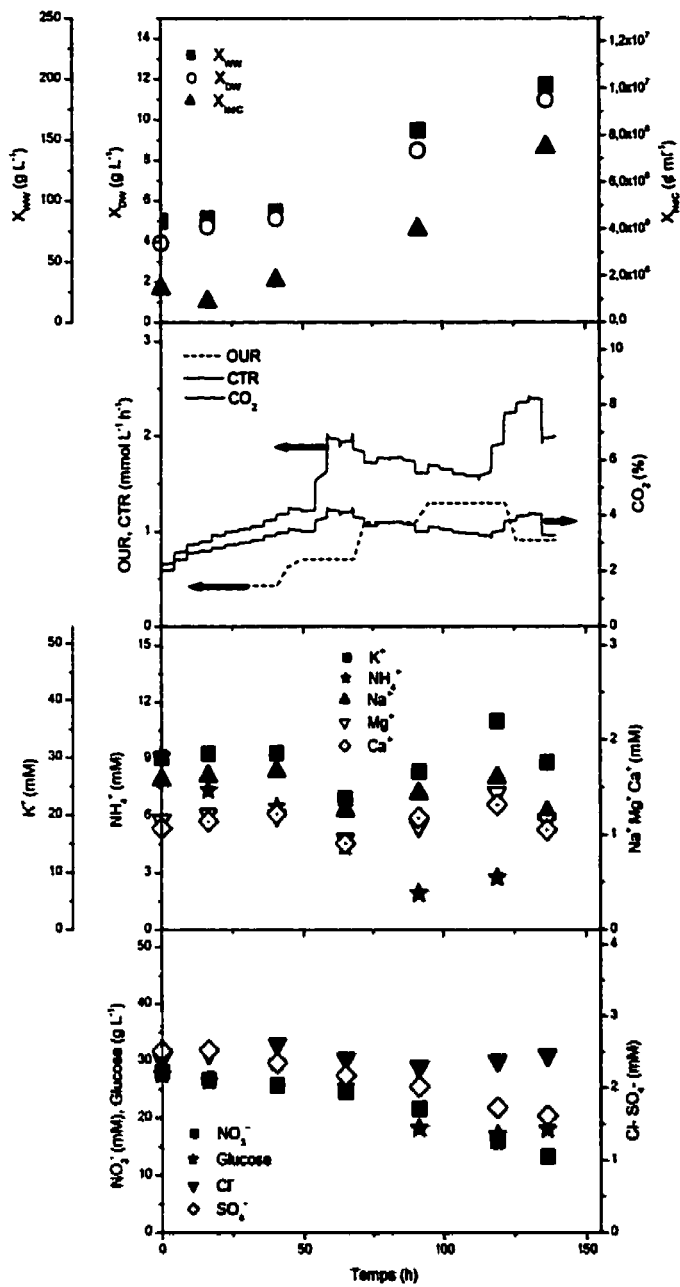 250
200
150
100
50
0
X_WW (g L⁻¹)
14
12
10
8
6
4
2
0
X_DW (g L⁻¹)
X_WW
X_DW
1,2x10⁷
1,0x10⁷
8,0x10⁶
6,0x10⁶
4,0x10⁶
2,0x10⁶
0,0
3
2
1
0
OUR, CTR (mmol L⁻¹ h⁻¹)
OUR
CTR
CO₂
10
8
6
4
2
0
CO₂ (%)
50
40
30
20
10
0
K⁺ (mM)
15
12
9
6
3
0
NH₄⁺ (mM)
K⁺
NH₄⁺
Na⁺
Mg⁺
Ca⁺
3
2
1
0
Na⁺ Mg⁺ Ca⁺ (mM)
50
40
30
20
10
0
NO₃⁻ (mM), Glucose (g L⁻¹)
NO₃⁻
Glucose
Cl⁻
SO₄⁻
4
3
2
1
0
Cl⁻ SO₄⁻ (mM)
0
50
100
150
Temps (h)